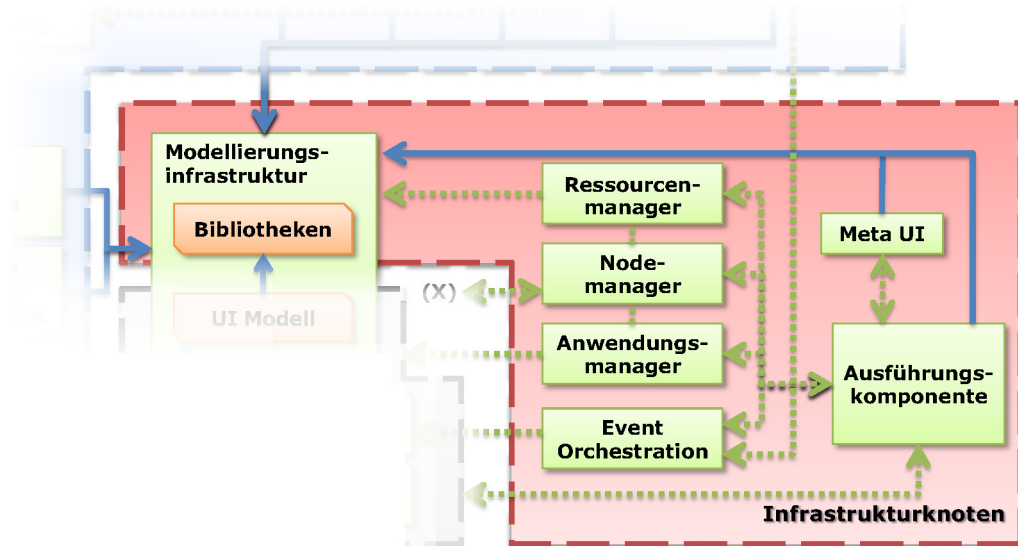 Modellierungs-
infrastruktur
Bibliotheken
UI Modell
(X)
Ressourcen-
manager
Node-
manager
Anwendungs-
manager
Event
Orchestration
Meta UI
Ausführungs-
komponente
Infrastrukturknoten